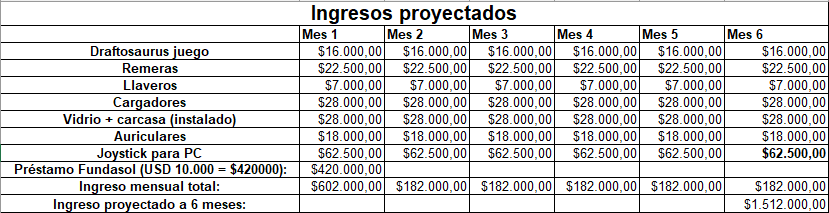 Ingresos proyectados
Mes 1 Mes 2 Mes 3 Mes 4 Mes 5 Mes 6
Draftosaurus juego $16.000,00 $16.000,00 $16.000,00 $16.000,00 $16.000,00 $16.000,00
Remeras $22.500,00 $22.500,00 $22.500,00 $22.500,00 $22.500,00 $22.500,00
Llaveros $7.000,00 $7.000,00 $7.000,00 $7.000,00 $7.000,00 $7.000,00
Cargadores $28.000,00 $28.000,00 $28.000,00 $28.000,00 $28.000,00 $28.000,00
Vidrio + carcasa (instalado) $28.000,00 $28.000,00 $28.000,00 $28.000,00 $28.000,00 $28.000,00
Auriculares $18.000,00 $18.000,00 $18.000,00 $18.000,00 $18.000,00 $18.000,00
Joystick para PC $62.500,00 $62.500,00 $62.500,00 $62.500,00 $62.500,00 $62.500,00
Préstamo Fundasol (USD 10.000 = $420000): $420.000,00
Ingreso mensual total: $602.000,00 $182.000,00 $182.000,00 $182.000,00 $182.000,00 $182.000,00
Ingreso proyectado a 6 meses: $1.512.000,00